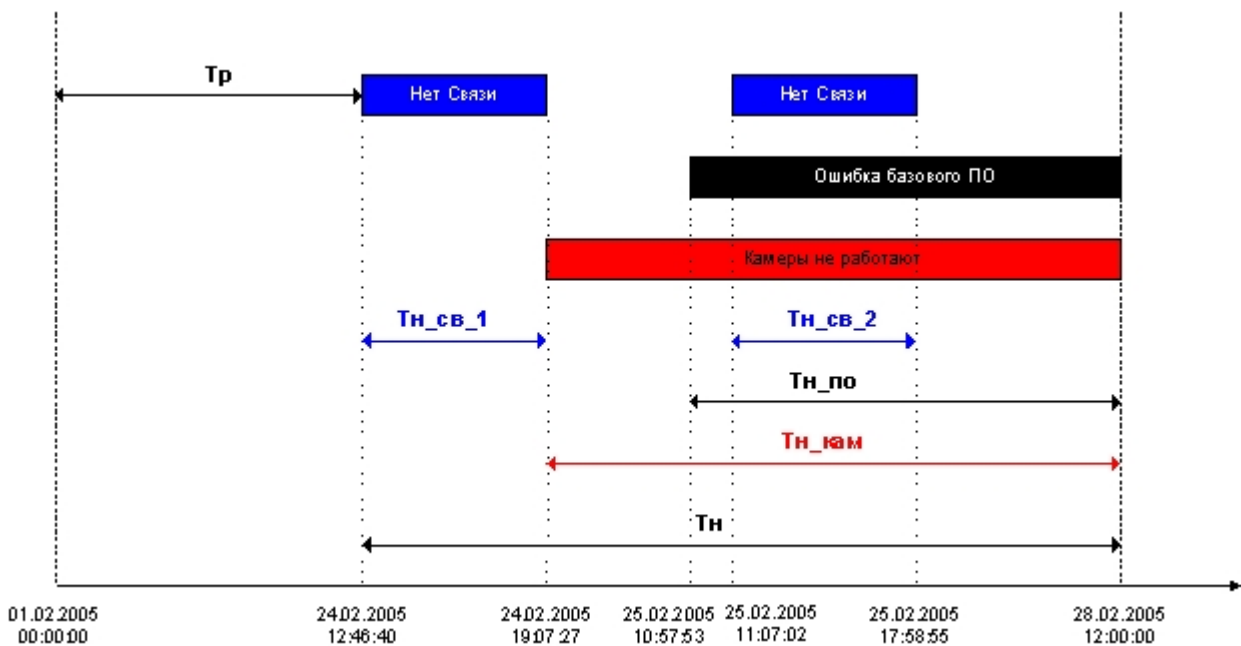 Тр
Нет Связи
Нет Связи
Ошибка базового ПО
Камеры не работают
Тн_св_1
Тн_св_2
Тн_по
Тн_кам
Тн
01.02.2005
00:00:00
24.02.2005
12:46:40
24.02.2005
19:07:27
25.02.2005
10:57:53
25.02.2005
11:07:02
25.02.2005
17:58:55
28.02.2005
12:00:00